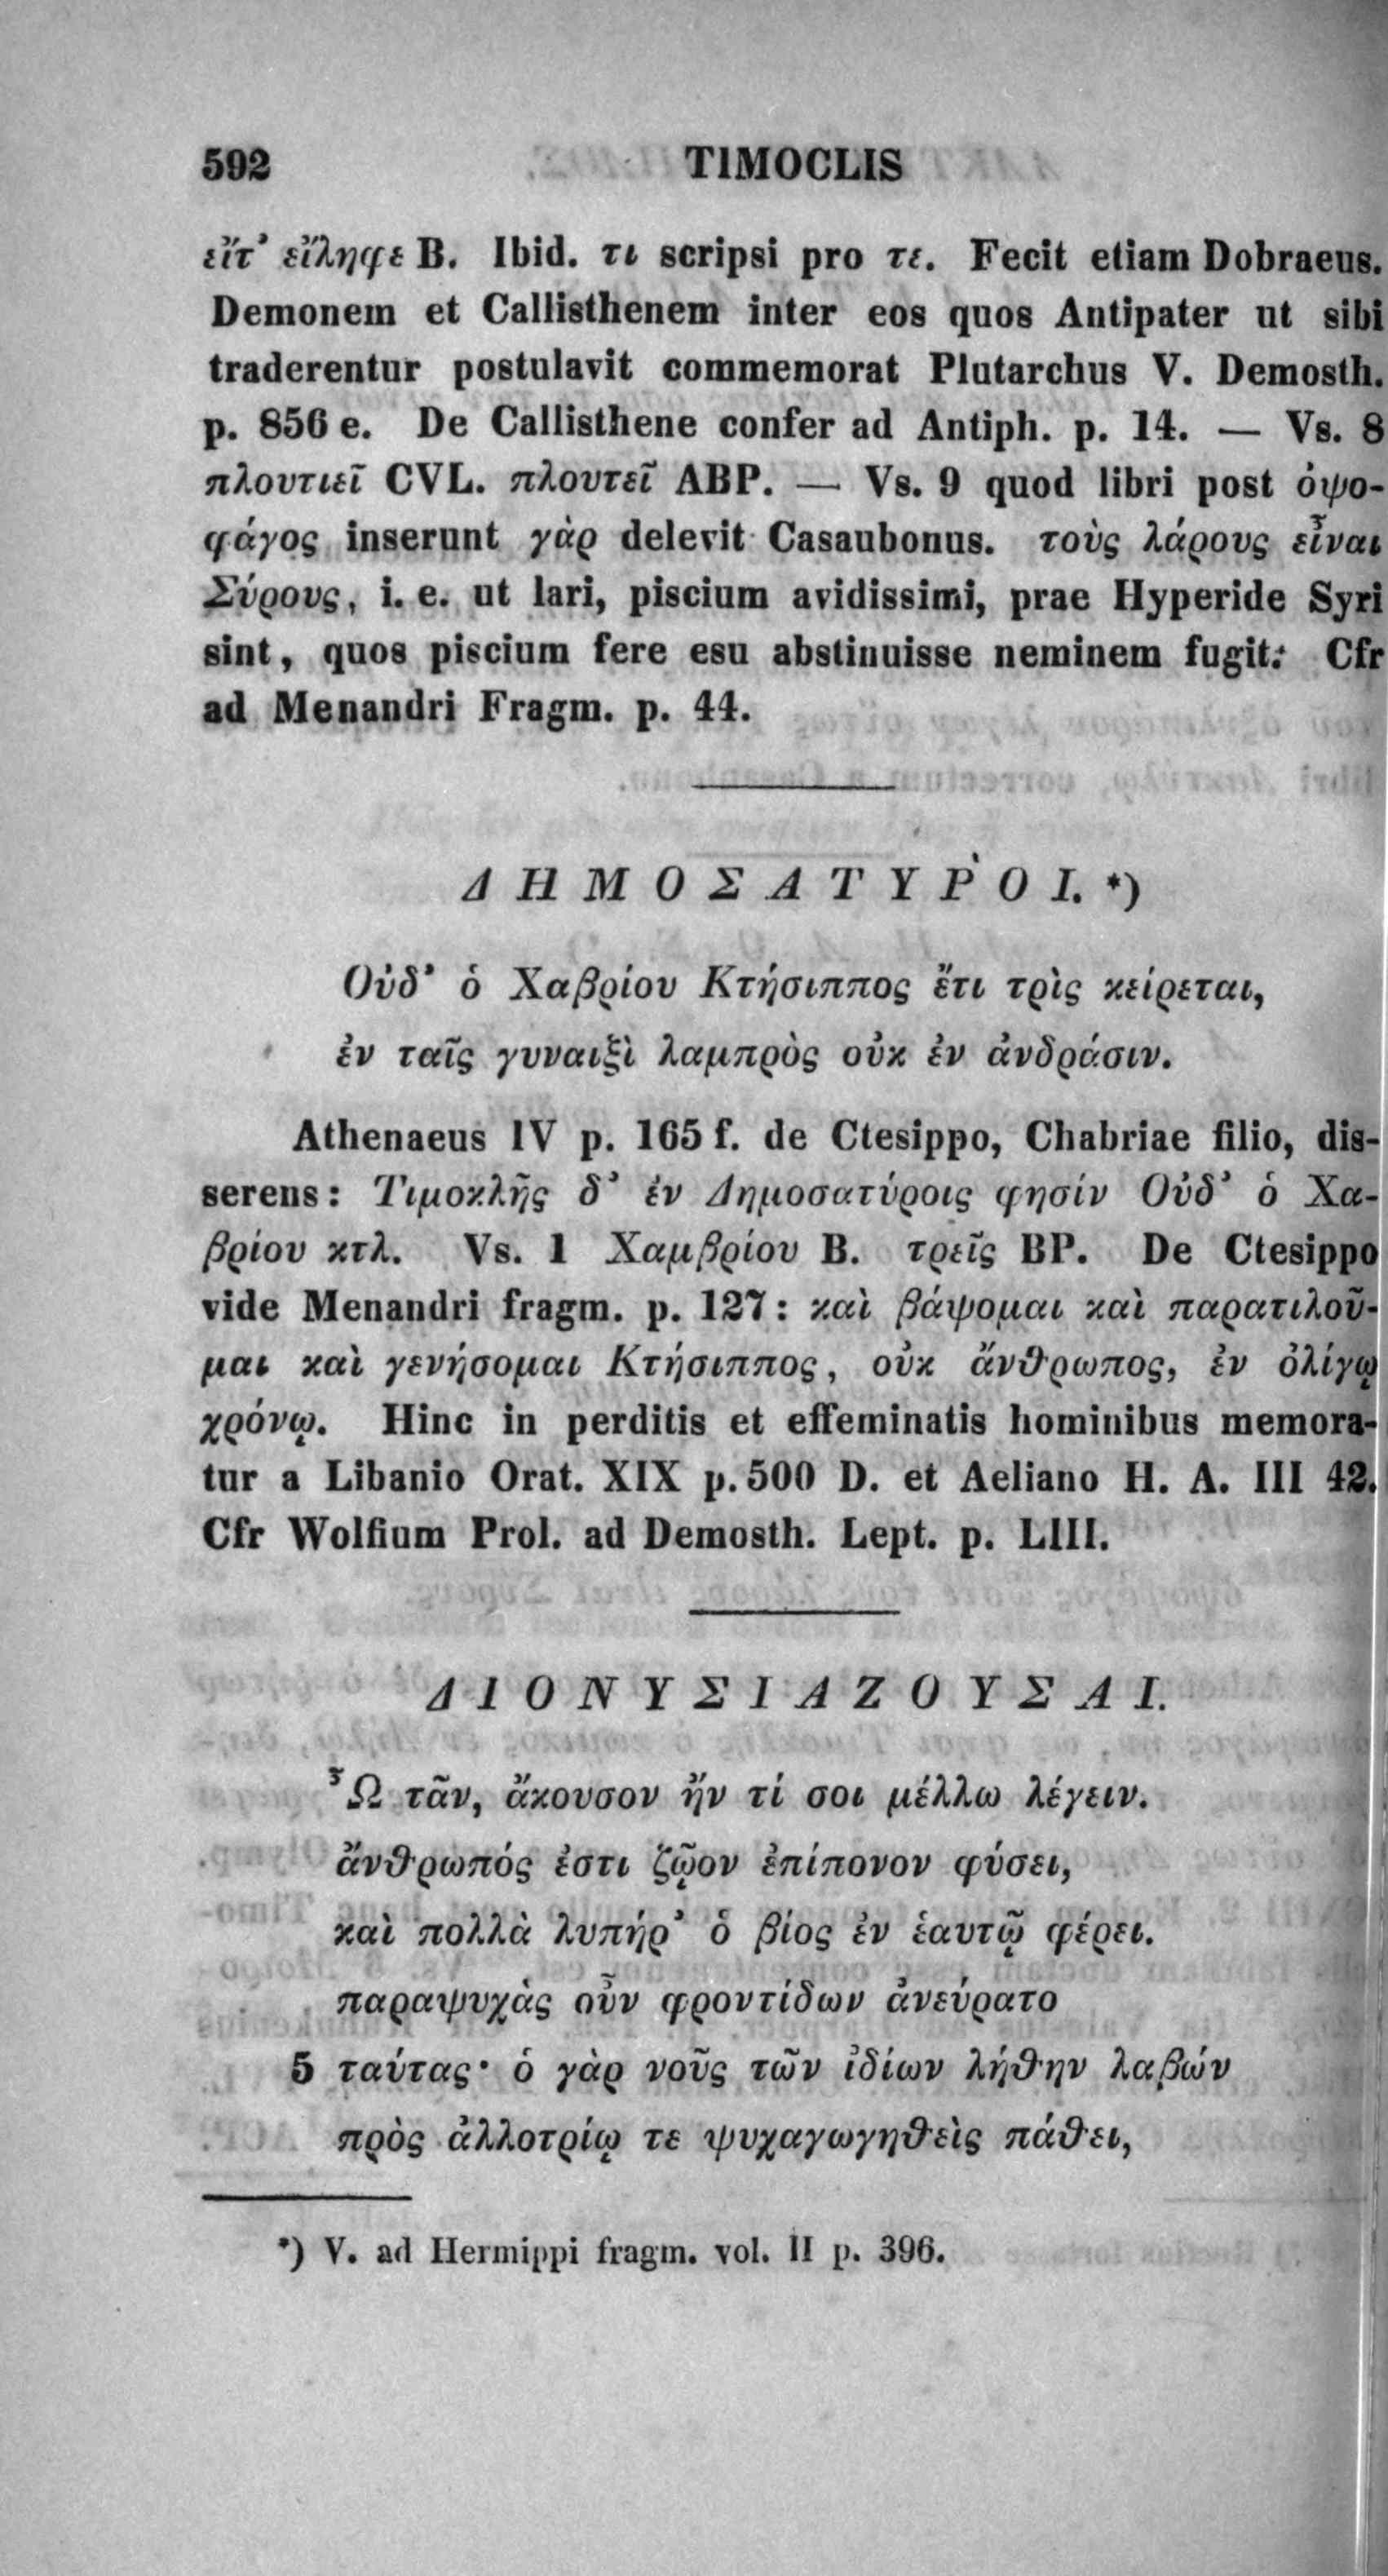 592 TIMOCLIS
εἴτ’ εἴληφε B. Ibid. τι scripsi pro τε. Fecit etiam Dobraeus.
Demonem et Callisthenem inter eos quos Antipater ut sibi
traderentur postulavit commemorat Plutarchus V. Demosth.
p. 856 e. De Callisthene confer ad Antiph. p. 14. — Vs. 8
πλουτιεῖ CVL. πλουτεῖ ABP. — Vs. 9 quod libri post ὀψο-
φάγος inserunt γὰρ delevit Casaubonus. τοὺς λάρους εἶναι
Σύρους, i. e. ut lari, piscium avidissimi, prae Hyperide Syri
sint, quos piscium fere esu abstinuisse neminem fugit. Cfr
ad Menandri Fragm. p. 44.
ΔΗΜΟΣΑΤΥΡΟΙ. *)
Οὐδ’ ὁ Χαβρίου Κτήσιππος ἔτι τρὶς κείρεται,
ἐν ταῖς γυναιξὶ λαμπρὸς οὐκ ἐν ἀνδράσιν.
Athenaeus IV p. 165 f. de Ctesippo, Chabriae filio, dis-
serens: Τιμοκλῆς δ’ ἐν Δημοσατύροις φησίν Οὐδ’ ὁ Χα-
βρίου κτλ. Vs. 1 Χαμβρίου B. τρεῖς BP. De Ctesippo
vide Menandri fragm. p. 127: καὶ βάψομαι καὶ παρατιλοῦ-
μαι καὶ γενήσομαι Κτήσιππος, οὐκ ἄνθρωπος, ἐν ὀλίγῳ
χρόνῳ. Hinc in perditis et effeminatis hominibus memora-
tur a Libanio Orat. XIX p. 500 D. et Aeliano H. A. III 42.
Cfr Wolfium Prol. ad Demosth. Lept. p. LIII.
ΔΙΟΝΥΣΙΑΖΟΥΣΑΙ.
Ὦ τᾶν, ἄκουσον ἤν τί σοι μέλλω λέγειν.
ἄνθρωπός ἐστι ζῷον ἐπίπονον φύσει,
καὶ πολλὰ λυπήρ’ ὁ βίος ἐν ἑαυτῷ φέρει.
παραψυχὰς οὖν φροντίδων ἀνεύρατο
5 ταύτας· ὁ γὰρ νοῦς τῶν ἰδίων λήθην λαβών
πρὸς ἀλλοτρίῳ τε ψυχαγωγηθεὶς πάθει,
*) V. ad Hermippi fragm. vol. II p. 396.